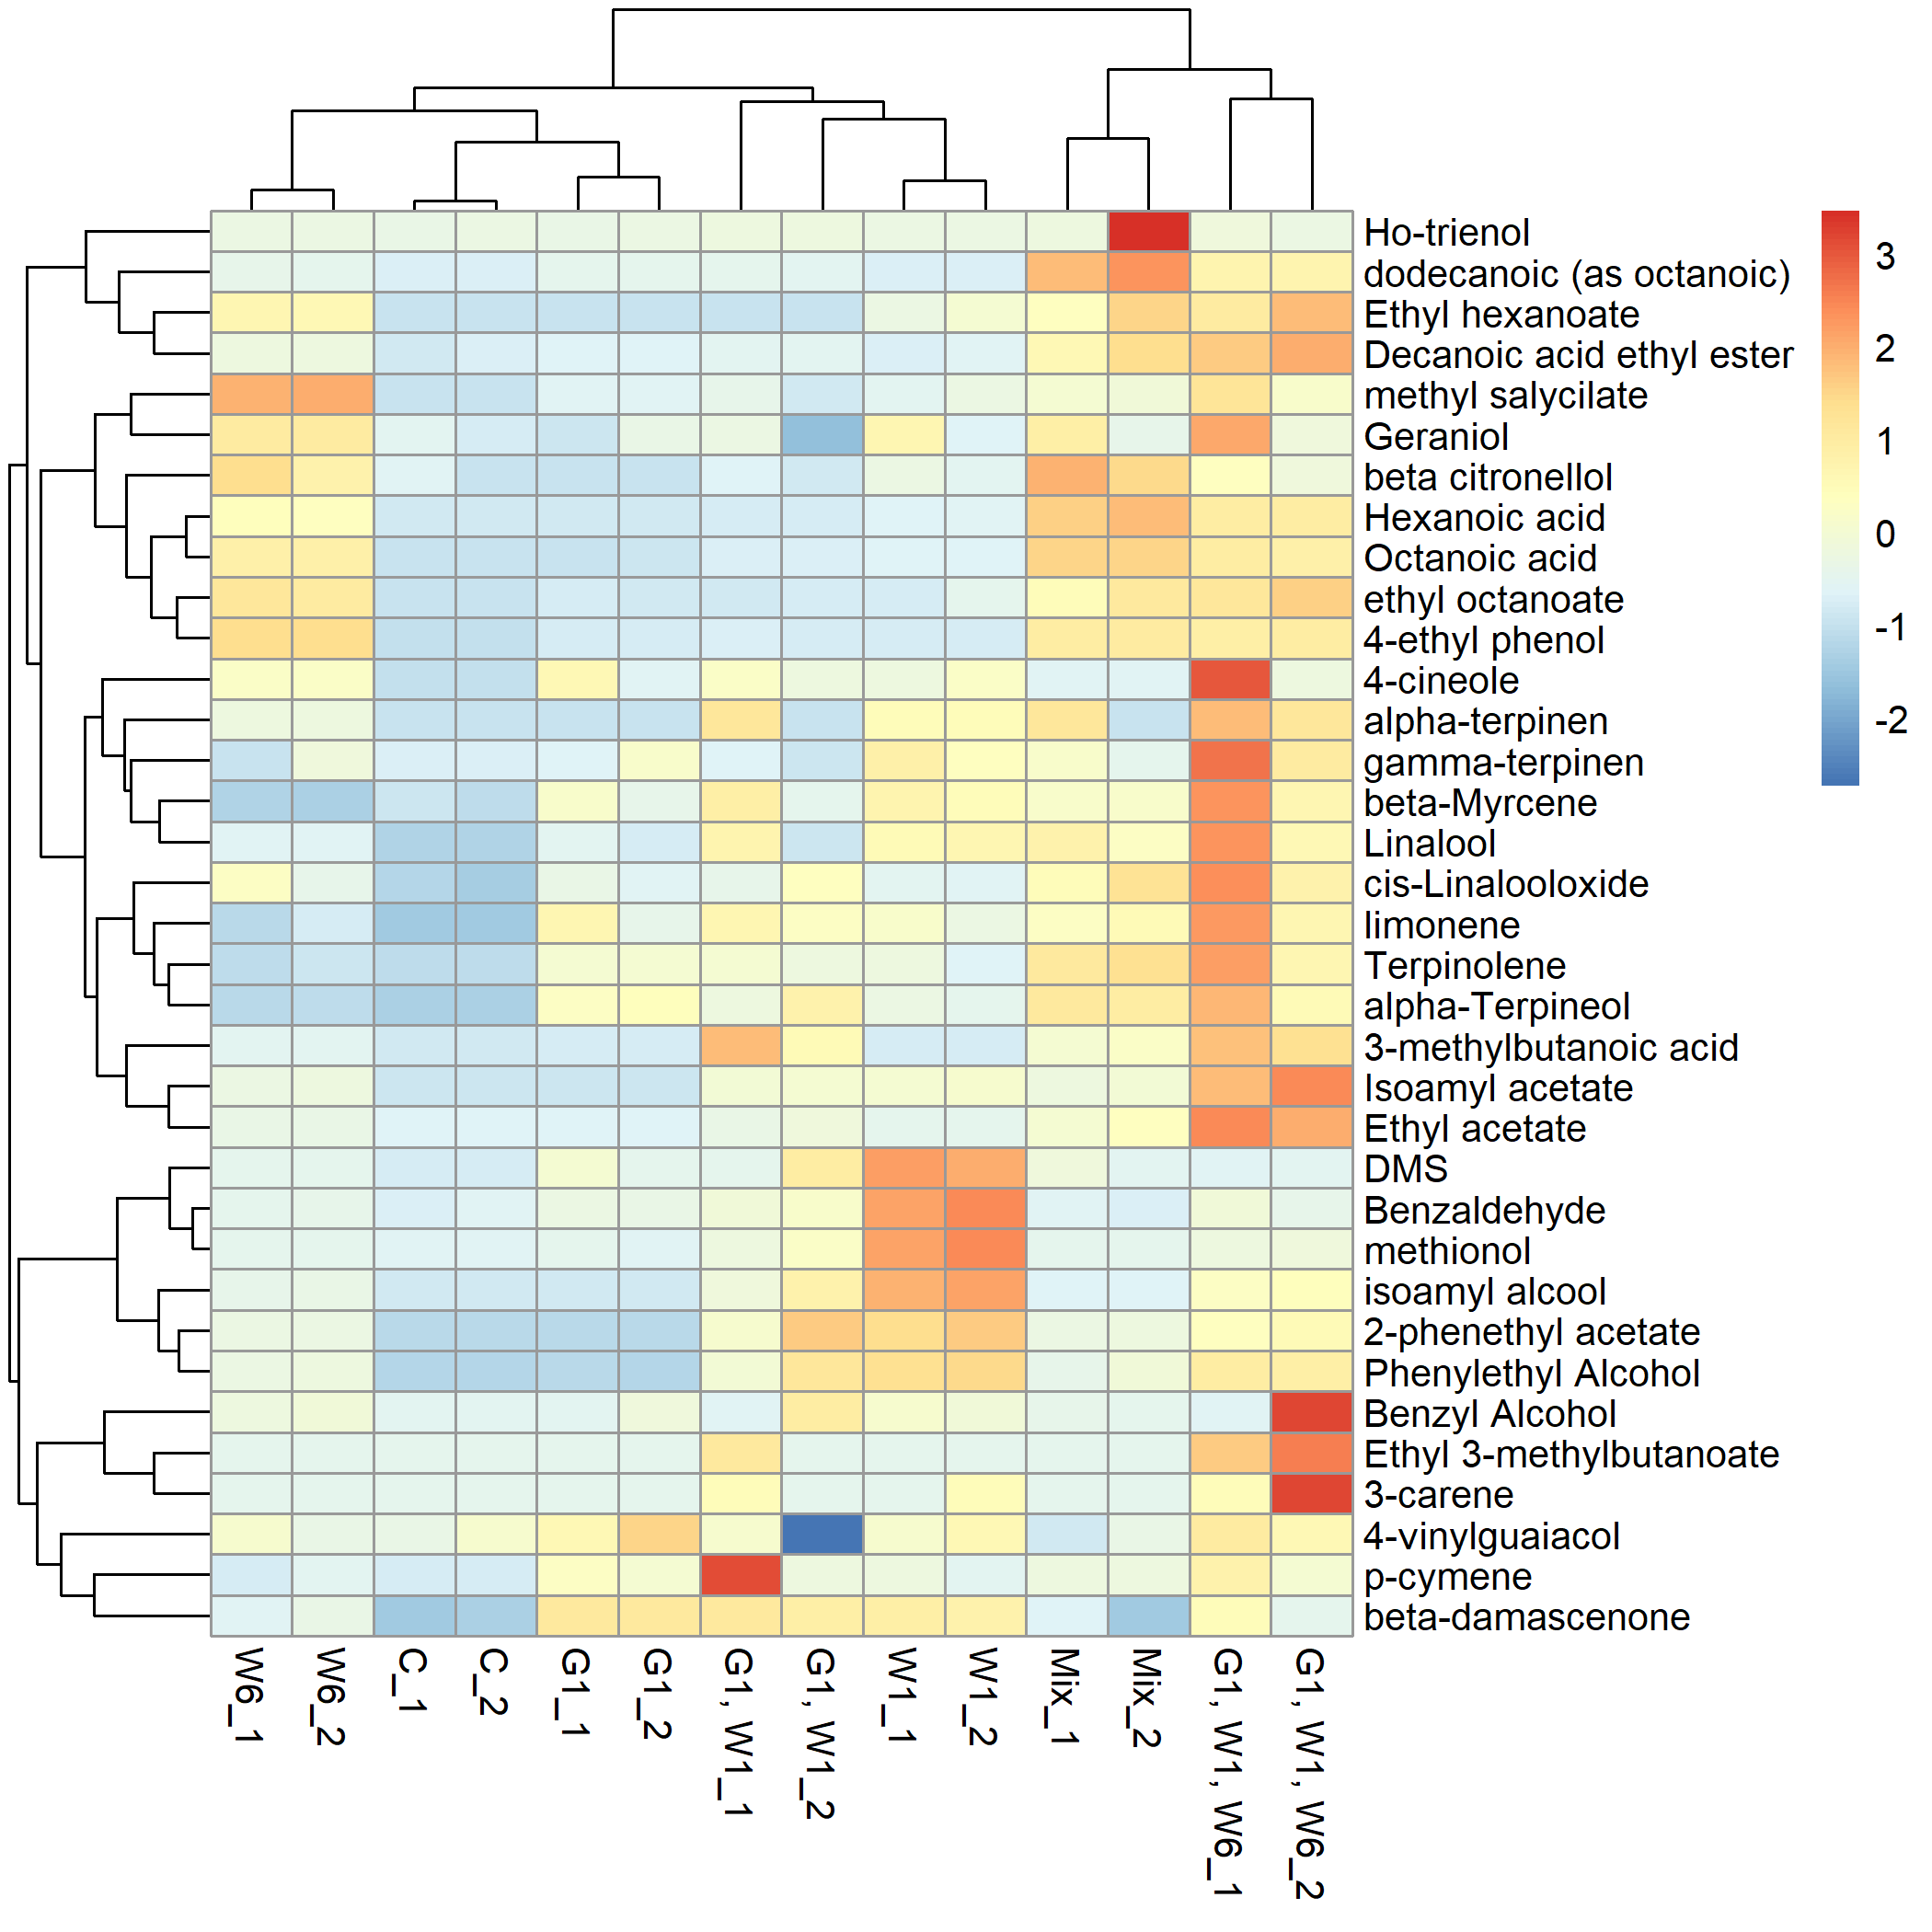 Ho-trienol
dodecanoic (as octanoic)
Ethyl hexanoate
Decanoic acid ethyl ester
methyl salycilate
Geraniol
beta citronellol
Hexanoic acid
Octanoic acid
ethyl octanoate
4-ethyl phenol
4-cineole
alpha-terpinen
gamma-terpinen
beta-Myrcene
Linalool
cis-Linalooloxide
limonene
Terpinolene
alpha-Terpineol
3-methylbutanoic acid
Isoamyl acetate
Ethyl acetate
DMS
Benzaldehyde
methionol
isoamyl alcool
2-phenethyl acetate
Phenylethyl Alcohol
Benzyl Alcohol
Ethyl 3-methylbutanoate
3-carene
4-vinylguaiacol
p-cymene
beta-damascenone
3
2
1
0
-1
-2
W6_1
W6_2
C_1
C_2
G1_1
G1_2
G1, W1_1
G1, W1_2
W1_1
W1_2
Mix_1
Mix_2
G1, W1, W6_1
G1, W1, W6_2